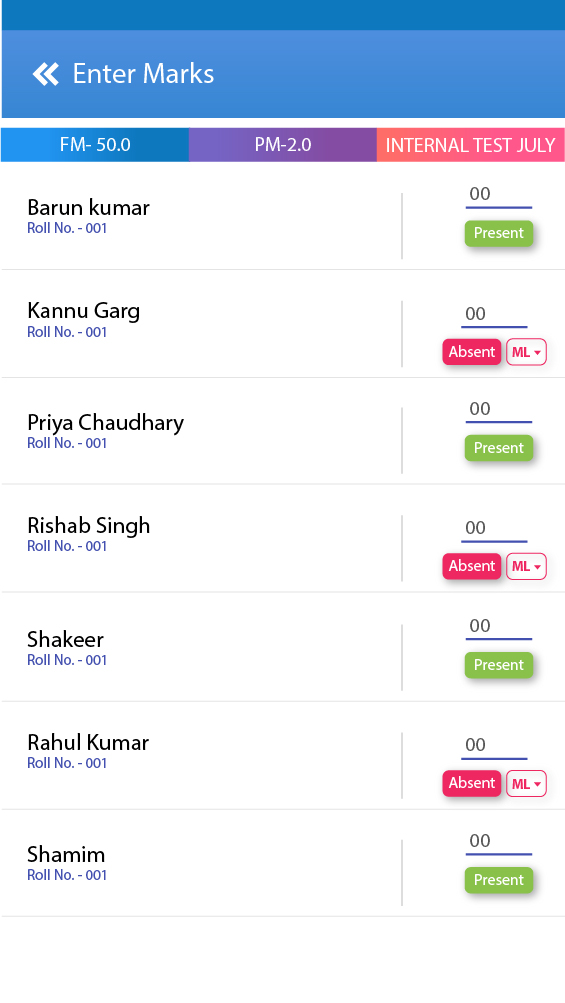 Enter Marks
FM- 50.0 PM-2.0 INTERNAL TEST JULY
00
Barun kumar
Roll No. - 001
Present
Kannu Garg
00
Roll No. - 001
Absent ML
00
Priya Chaudhary
Roll No. - 001
Present
Rishab Singh
00
Roll No. - 001
Absent ML
00
Shakeer
Roll No. - 001
Present
Rahul Kumar
00
Roll No. - 001
Absent ML
00
Shamim
Roll No. - 001
Present